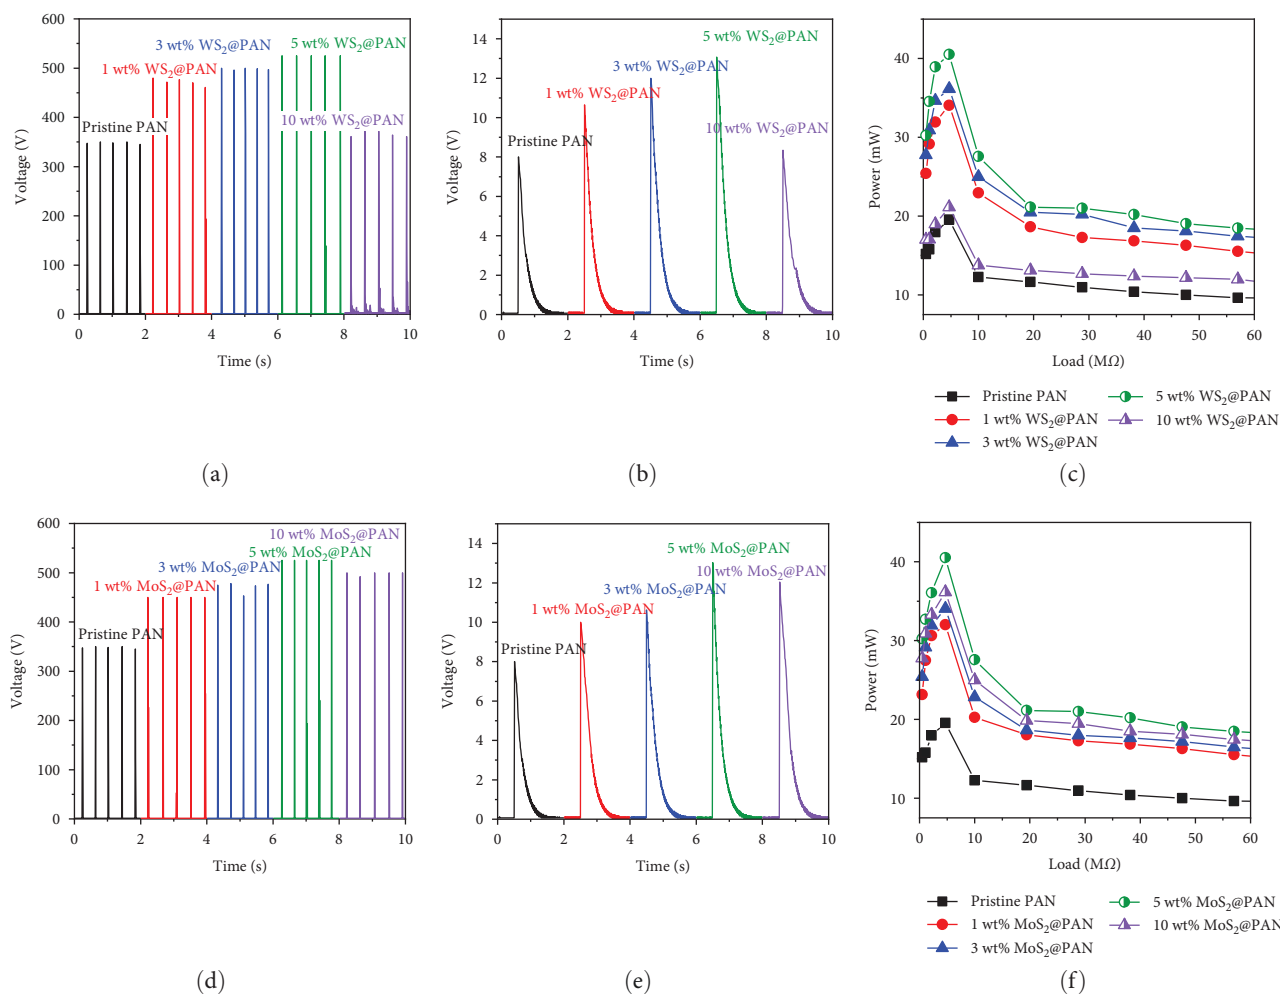 600
500
400
300
200
100
0
Voltage (V)
3 wt% WS₂@PAN
5 wt% WS₂@PAN
1 wt% WS₂@PAN
Pristine PAN
10 wt% WS₂@PAN
0 2 4 6 8 10
Time (s)
(a)
14
12
10
8
6
4
2
0
Voltage (V)
5 wt% WS₂@PAN
3 wt% WS₂@PAN
1 wt% WS₂@PAN
Pristine PAN
10 wt% WS₂@PAN
0 2 4 6 8 10
Time (s)
(b)
40
30
20
10
Power (mW)
0 10 20 30 40 50 60
Load (MΩ)
Pristine PAN
1 wt% WS₂@PAN
3 wt% WS₂@PAN
5 wt% WS₂@PAN
10 wt% WS₂@PAN
(c)
600
500
400
300
200
100
0
Voltage (V)
10 wt% MoS₂@PAN
5 wt% MoS₂@PAN
3 wt% MoS₂@PAN
1 wt% MoS₂@PAN
Pristine PAN
0 2 4 6 8 10
Time (s)
(d)
14
12
10
8
6
4
2
0
Voltage (V)
5 wt% MoS₂@PAN
10 wt% MoS₂@PAN
3 wt% MoS₂@PAN
1 wt% MoS₂@PAN
Pristine PAN
0 2 4 6 8 10
Time (s)
(e)
40
30
20
10
Power (mW)
0 10 20 30 40 50 60
Load (MΩ)
Pristine PAN
1 wt% MoS₂@PAN
3 wt% MoS₂@PAN
5 wt% MoS₂@PAN
10 wt% MoS₂@PAN
(f)